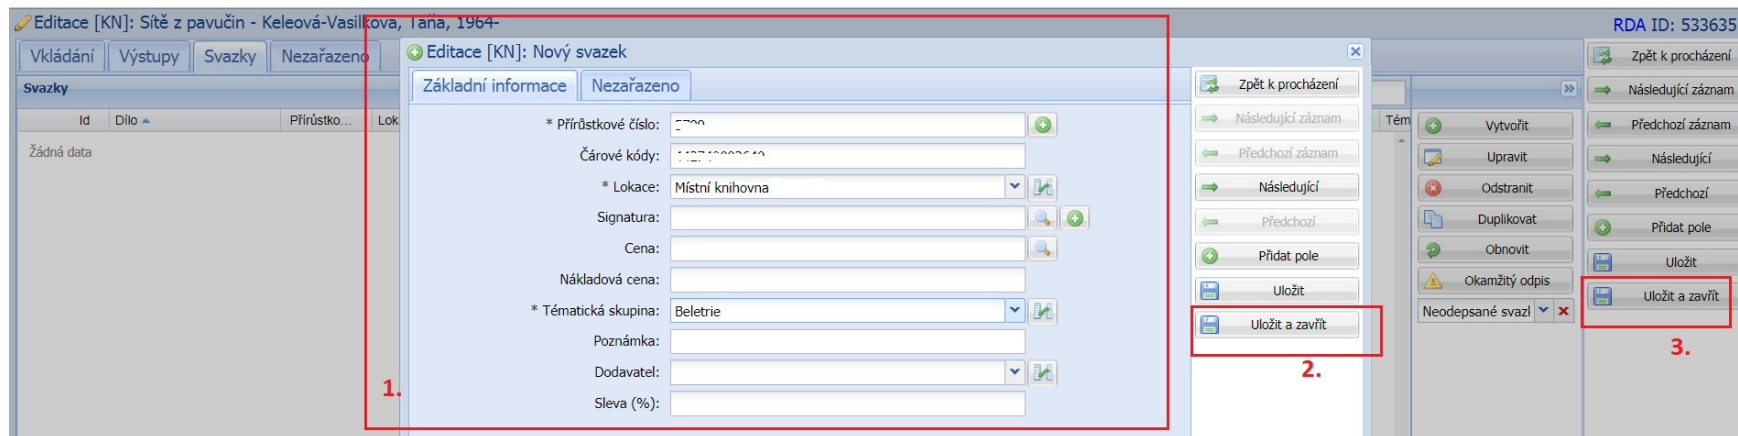 Editace [KN]: Sítě z pavučin - Keleová-Vasilkova, Taňa, 1964-
RDA ID: 533635
Vkládání Výstupy Svazky Nezařazeno
Svazky
Id Dílo Přírůstko... Lok Tém
Žádná data
Editace [KN]: Nový svazek
Základní informace Nezařazeno
* Přírůstkové číslo:
Čárové kódy:
* Lokace: Místní knihovna
Signatura:
Cena:
Nákladová cena:
* Tématická skupina: Beletrie
Poznámka:
Dodavatel:
Sleva (%):
1.
Zpět k procházení
Následující záznam
Předchozí záznam
Následující
Předchozí
Přidat pole
Uložit
Uložit a zavřít
2.
Vytvořit
Upravit
Odstranit
Duplikovat
Obnovit
Okamžitý odpis
Neodepsané svazl
Zpět k procházení
Následující záznam
Předchozí záznam
Následující
Předchozí
Přidat pole
Uložit
Uložit a zavřít
3.